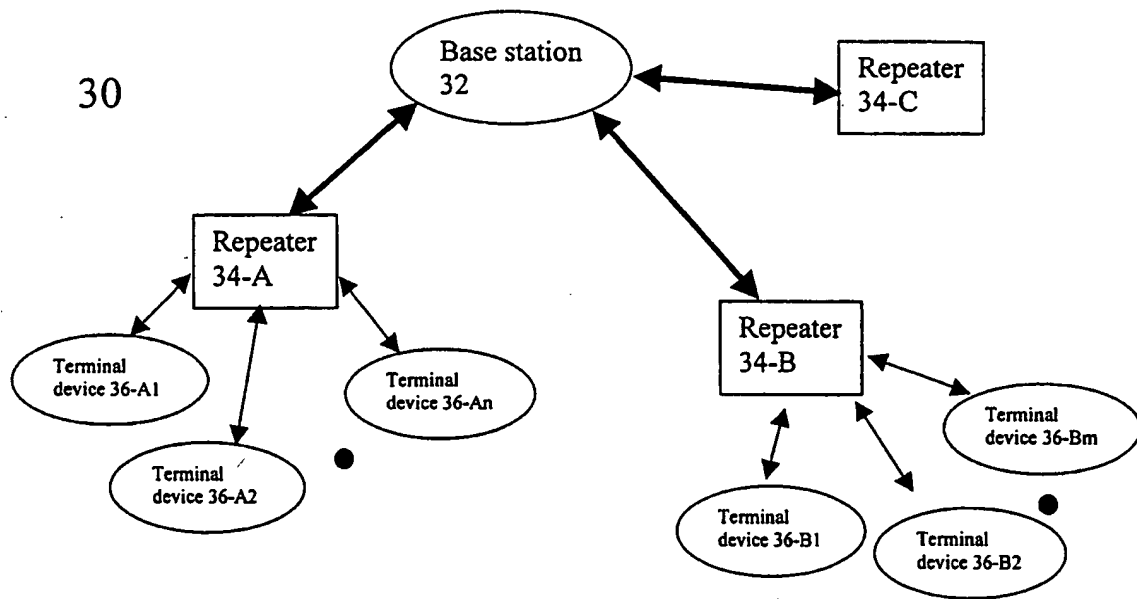 Base station
32
Repeater
34-C
30
Repeater
34-A
Repeater
34-B
Terminal
device 36-A1
Terminal
device 36-An
Terminal
device 36-A2
Terminal
device 36-Bm
Terminal
device 36-B1
Terminal
device 36-B2